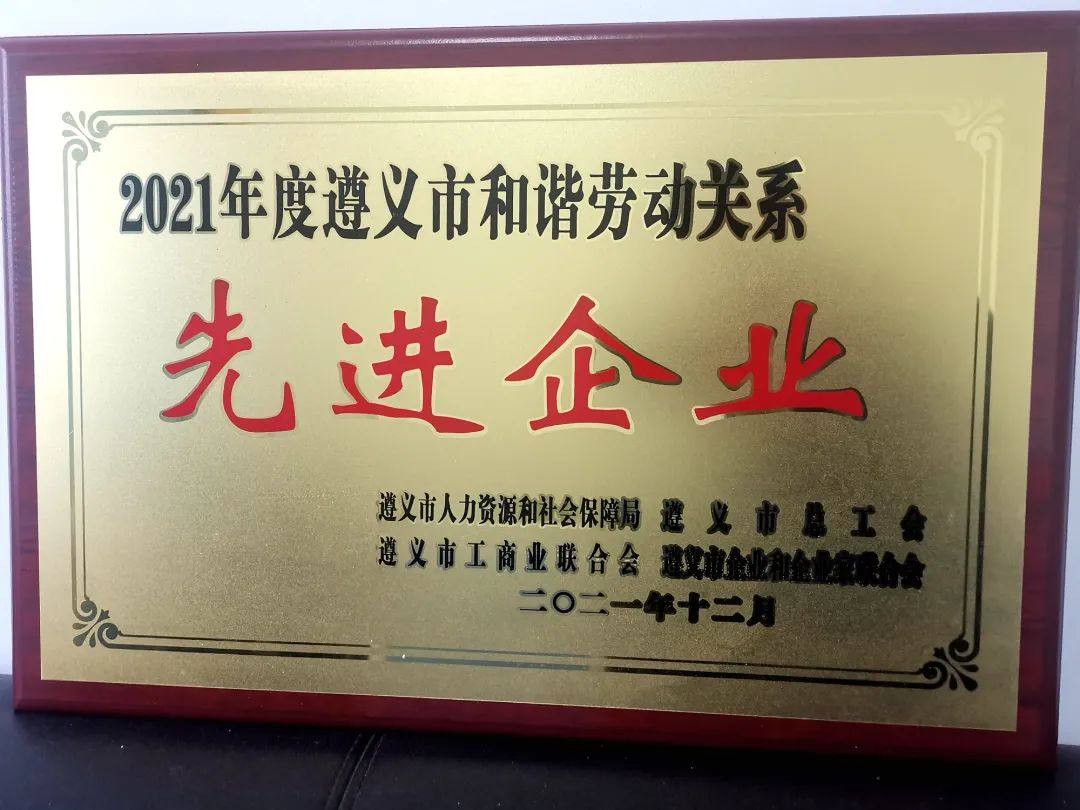 2021年度遵义市和谐劳动关系
先进企业
遵义市人力资源和社会保障局 遵义市总工会
遵义市工商业联合会 遵义市企业和企业家联合会
二〇二一年十二月